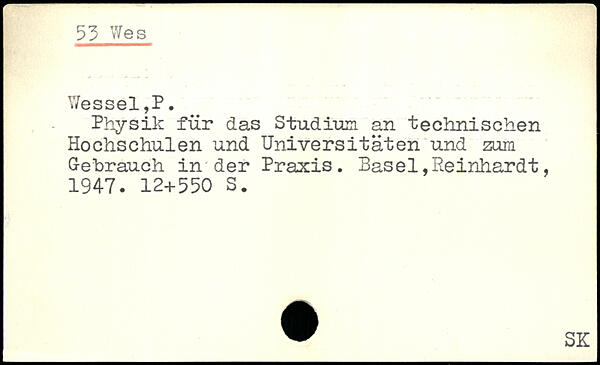 53 Wes
Wessel,P.
Physik für das Studium an technischen
Hochschulen und Universitäten und zum
Gebrauch in der Praxis. Basel,Reinhardt,
1947. 12+550 S.
SK